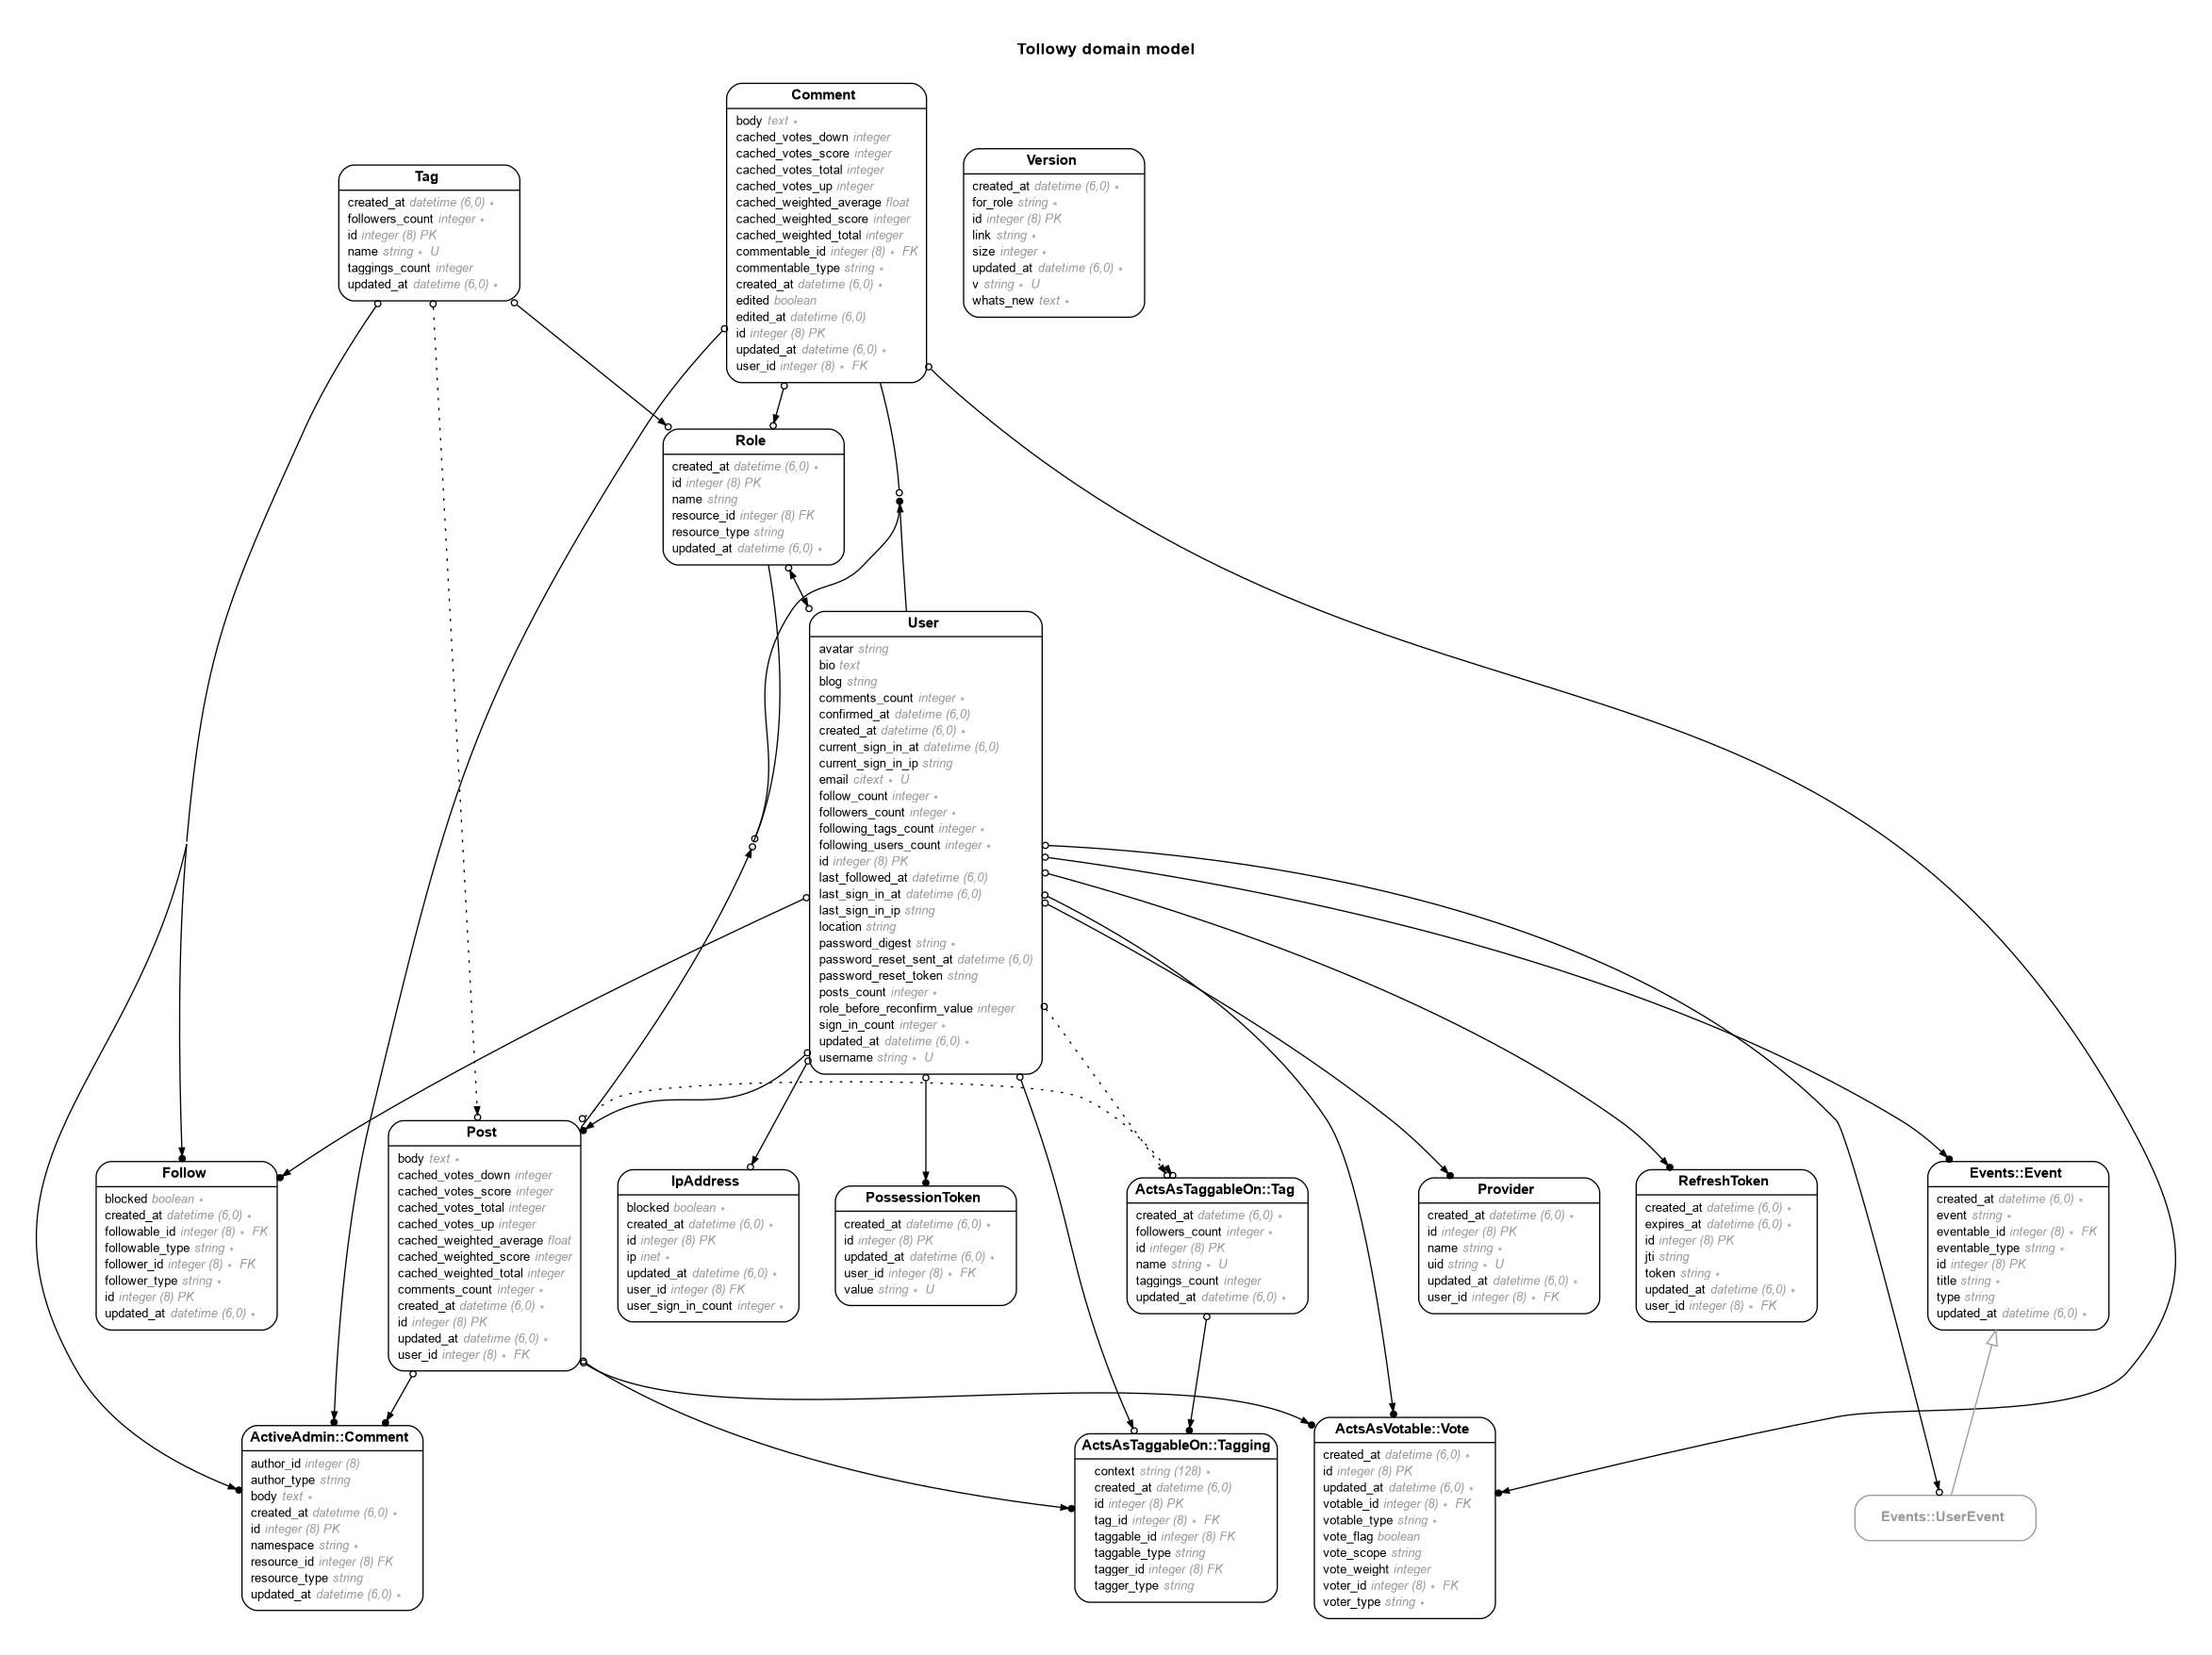 Tollowy domain model
Comment
body text ∗
cached_votes_down integer
cached_votes_score integer
cached_votes_total integer
cached_votes_up integer
cached_weighted_average float
cached_weighted_score integer
cached_weighted_total integer
commentable_id integer (8) ∗ FK
commentable_type string ∗
created_at datetime (6,0) ∗
edited boolean
edited_at datetime (6,0)
id integer (8) PK
updated_at datetime (6,0) ∗
user_id integer (8) ∗ FK
Version
created_at datetime (6,0) ∗
for_role string ∗
id integer (8) PK
link string ∗
size integer ∗
updated_at datetime (6,0) ∗
v string ∗ U
whats_new text ∗
Tag
created_at datetime (6,0) ∗
followers_count integer ∗
id integer (8) PK
name string ∗ U
taggings_count integer
updated_at datetime (6,0) ∗
Role
created_at datetime (6,0) ∗
id integer (8) PK
name string
resource_id integer (8) FK
resource_type string
updated_at datetime (6,0) ∗
User
avatar string
bio text
blog string
comments_count integer ∗
confirmed_at datetime (6,0)
created_at datetime (6,0) ∗
current_sign_in_at datetime (6,0)
current_sign_in_ip string
email citext ∗ U
follow_count integer ∗
followers_count integer ∗
following_tags_count integer ∗
following_users_count integer ∗
id integer (8) PK
last_followed_at datetime (6,0)
last_sign_in_at datetime (6,0)
last_sign_in_ip string
location string
password_digest string ∗
password_reset_sent_at datetime (6,0)
password_reset_token string
posts_count integer ∗
role_before_reconfirm_value integer
sign_in_count integer ∗
updated_at datetime (6,0) ∗
username string ∗ U
Follow
blocked boolean ∗
created_at datetime (6,0) ∗
followable_id integer (8) ∗ FK
followable_type string ∗
follower_id integer (8) ∗ FK
follower_type string ∗
id integer (8) PK
updated_at datetime (6,0) ∗
Post
body text ∗
cached_votes_down integer
cached_votes_score integer
cached_votes_total integer
cached_votes_up integer
cached_weighted_average float
cached_weighted_score integer
cached_weighted_total integer
comments_count integer ∗
created_at datetime (6,0) ∗
id integer (8) PK
updated_at datetime (6,0) ∗
user_id integer (8) ∗ FK
IpAddress
blocked boolean ∗
created_at datetime (6,0) ∗
id integer (8) PK
ip inet ∗
updated_at datetime (6,0) ∗
user_id integer (8) FK
user_sign_in_count integer ∗
PossessionToken
created_at datetime (6,0) ∗
id integer (8) PK
updated_at datetime (6,0) ∗
user_id integer (8) ∗ FK
value string ∗ U
ActsAsTaggableOn::Tag
created_at datetime (6,0) ∗
followers_count integer ∗
id integer (8) PK
name string ∗ U
taggings_count integer
updated_at datetime (6,0) ∗
Provider
created_at datetime (6,0) ∗
id integer (8) PK
name string ∗
uid string ∗ U
updated_at datetime (6,0) ∗
user_id integer (8) ∗ FK
RefreshToken
created_at datetime (6,0) ∗
expires_at datetime (6,0) ∗
id integer (8) PK
jti string
token string ∗
updated_at datetime (6,0) ∗
user_id integer (8) ∗ FK
Events::Event
created_at datetime (6,0) ∗
event string ∗
eventable_id integer (8) ∗ FK
eventable_type string ∗
id integer (8) PK
title string ∗
type string
updated_at datetime (6,0) ∗
ActiveAdmin::Comment
author_id integer (8)
author_type string
body text ∗
created_at datetime (6,0) ∗
id integer (8) PK
namespace string ∗
resource_id integer (8) FK
resource_type string
updated_at datetime (6,0) ∗
ActsAsTaggableOn::Tagging
context string (128) ∗
created_at datetime (6,0)
id integer (8) PK
tag_id integer (8) ∗ FK
taggable_id integer (8) FK
taggable_type string
tagger_id integer (8) FK
tagger_type string
ActsAsVotable::Vote
created_at datetime (6,0) ∗
id integer (8) PK
updated_at datetime (6,0) ∗
votable_id integer (8) ∗ FK
votable_type string ∗
vote_flag boolean
vote_scope string
vote_weight integer
voter_id integer (8) ∗ FK
voter_type string ∗
Events::UserEvent